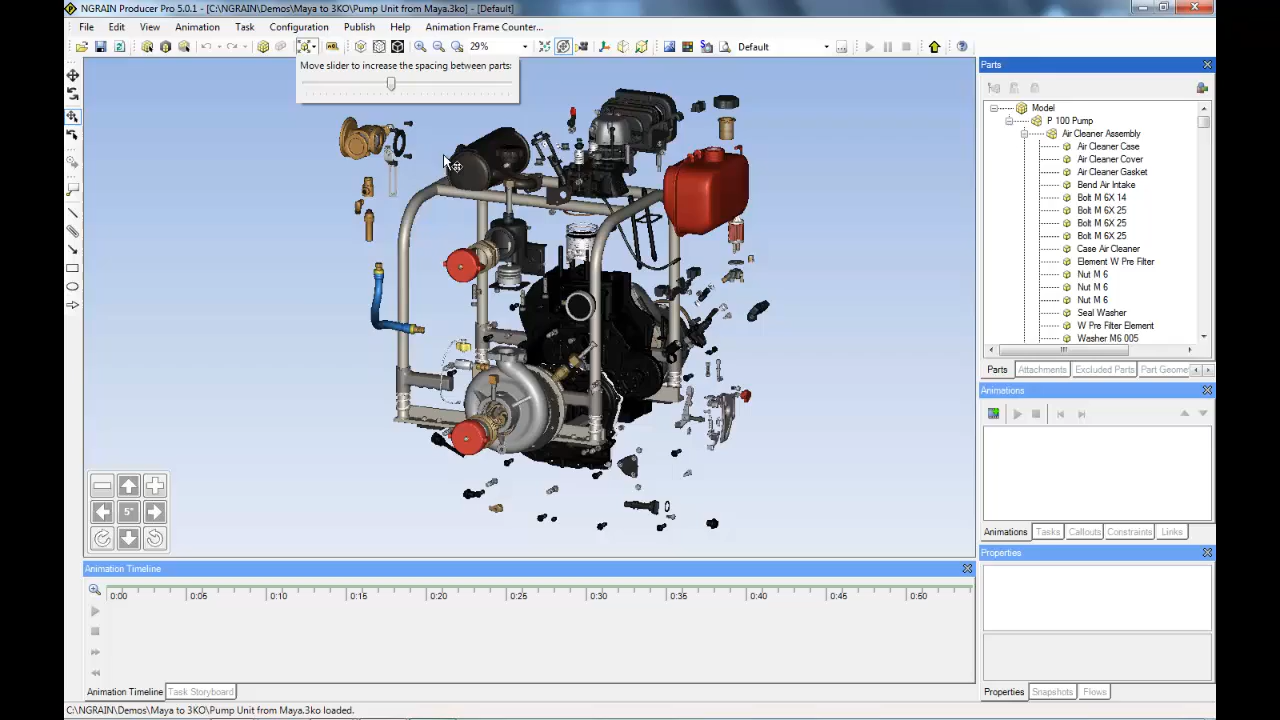 NGRAIN Producer Pro 5.0.1 - [C:\NGRAIN\Demos\Maya to 3KO\Pump Unit from Maya.3ko] - [Default]
File Edit View Animation Task Configuration Publish Help Animation Frame Counter...
29% Default
Move slider to increase the spacing between parts:
Parts
Model
P 100 Pump
Air Cleaner Assembly
Air Cleaner Case
Air Cleaner Cover
Air Cleaner Gasket
Bend Air Intake
Bolt M 6X 14
Bolt M 6X 25
Bolt M 6X 25
Bolt M 6X 25
Case Air Cleaner
Element W Pre Filter
Nut M 6
Nut M 6
Nut M 6
Seal Washer
W Pre Filter Element
Washer M6 005
Parts Attachments Excluded Parts Part Geome
Animations
Animations Tasks Callouts Constraints Links
Properties
Properties Snapshots Flows
5°
Animation Timeline
0:00 0:05 0:10 0:15 0:20 0:25 0:30 0:35 0:40 0:45 0:50
Animation Timeline Task Storyboard
C:\NGRAIN\Demos\Maya to 3KO\Pump Unit from Maya.3ko loaded.